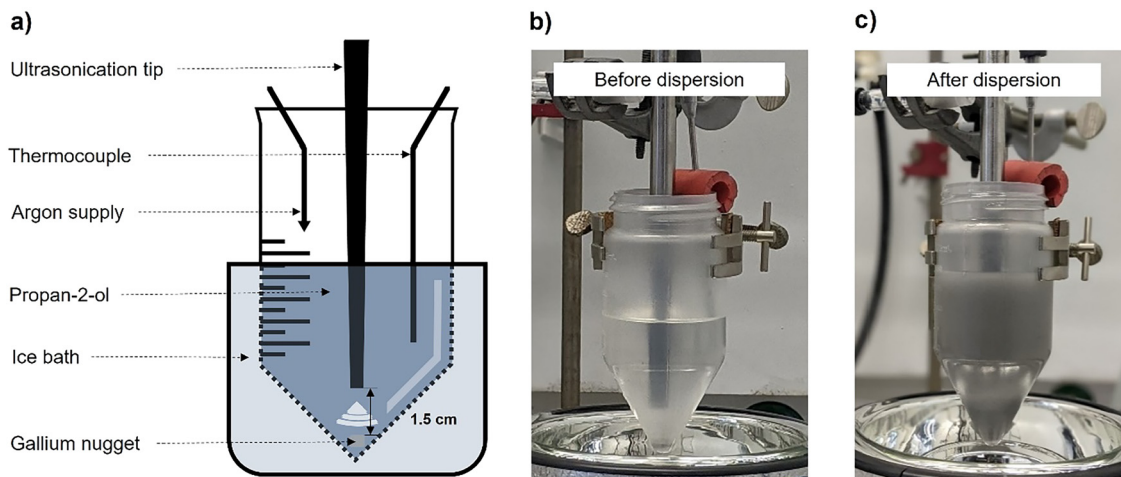 a)
Ultrasonication tip
Thermocouple
Argon supply
Propan-2-ol
Ice bath
Gallium nugget
1.5 cm
b)
Before dispersion
c)
After dispersion